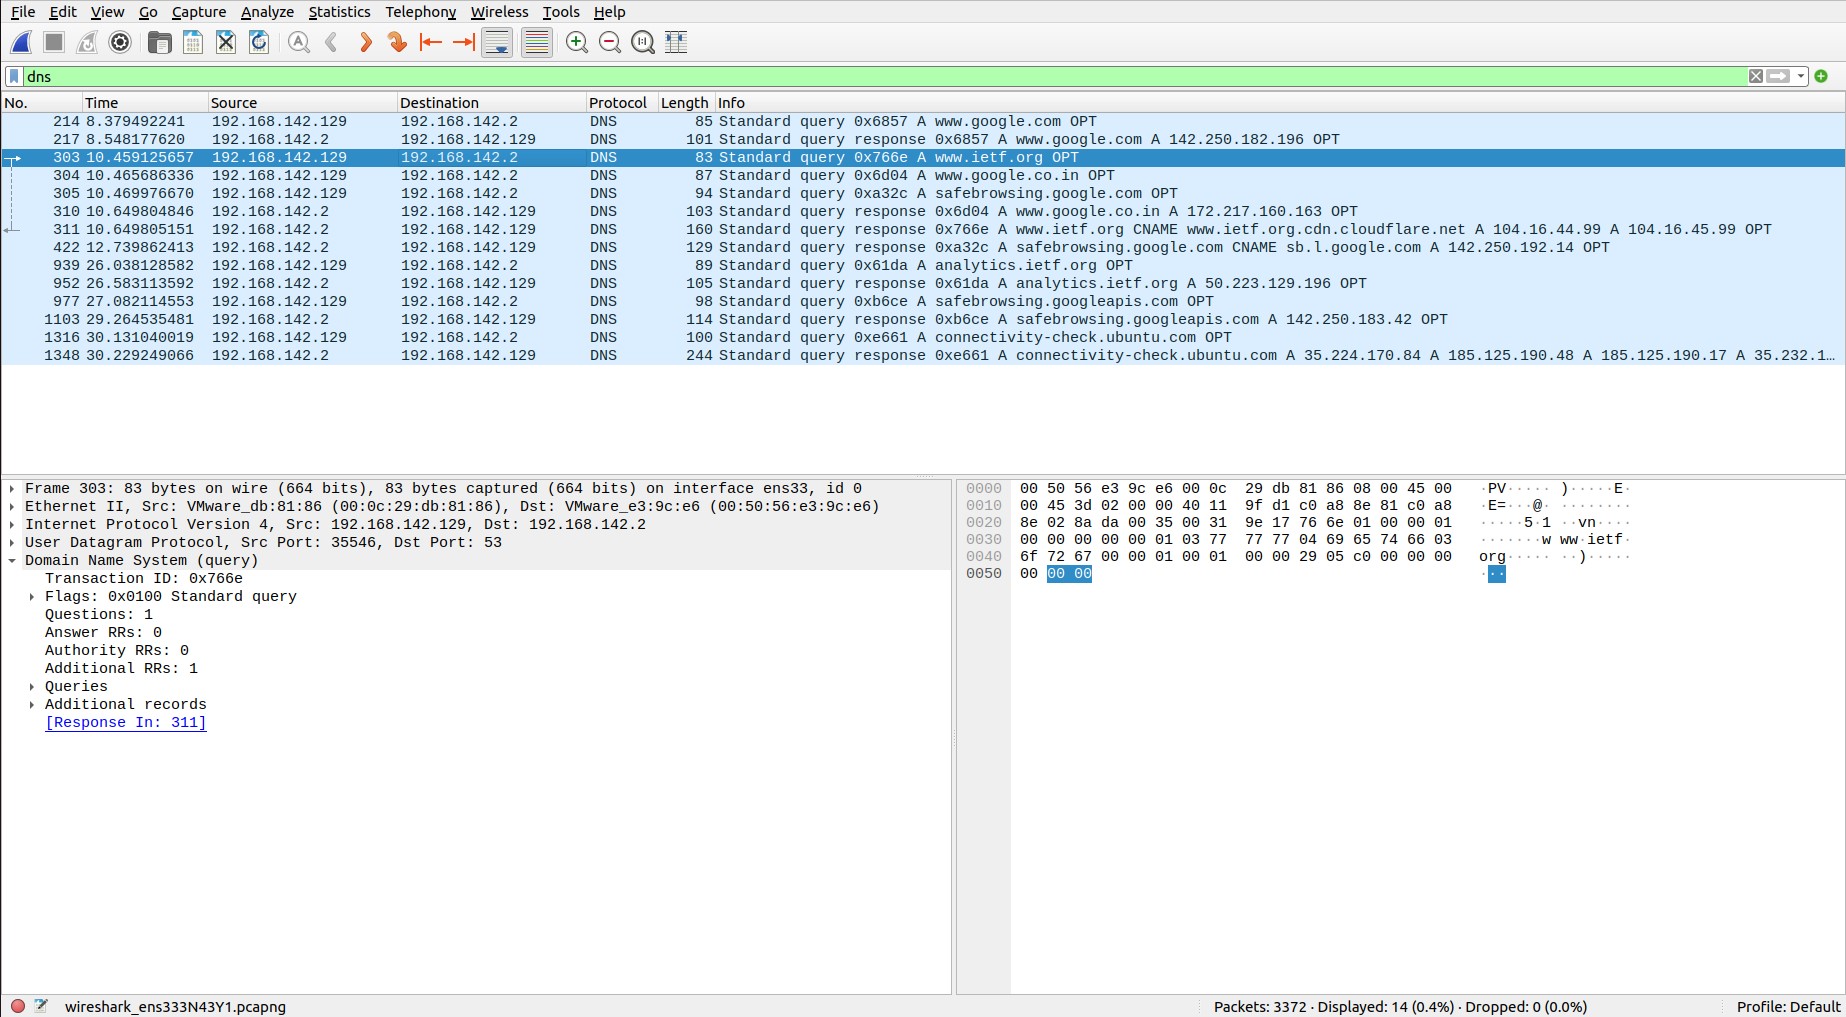 File Edit View Go Capture Analyze Statistics Telephony Wireless Tools Help
dns
No. Time Source Destination Protocol Length Info
214 8.379492241 192.168.142.129 192.168.142.2 DNS 85 Standard query 0x6857 A www.google.com OPT
217 8.548177620 192.168.142.2 192.168.142.129 DNS 101 Standard query response 0x6857 A www.google.com A 142.250.182.196 OPT
303 10.459125657 192.168.142.129 192.168.142.2 DNS 83 Standard query 0x766e A www.ietf.org OPT
304 10.465686336 192.168.142.129 192.168.142.2 DNS 87 Standard query 0x6d04 A www.google.co.in OPT
305 10.469976670 192.168.142.129 192.168.142.2 DNS 94 Standard query 0xa32c A safebrowsing.google.com OPT
310 10.649804846 192.168.142.2 192.168.142.129 DNS 103 Standard query response 0x6d04 A www.google.co.in A 172.217.160.163 OPT
311 10.649805151 192.168.142.2 192.168.142.129 DNS 160 Standard query response 0x766e A www.ietf.org CNAME www.ietf.org.cdn.cloudflare.net A 104.16.44.99 A 104.16.45.99 OPT
422 12.739862413 192.168.142.2 192.168.142.129 DNS 129 Standard query response 0xa32c A safebrowsing.google.com CNAME sb.l.google.com A 142.250.192.14 OPT
939 26.038128582 192.168.142.129 192.168.142.2 DNS 89 Standard query 0x61da A analytics.ietf.org OPT
952 26.583113592 192.168.142.2 192.168.142.129 DNS 105 Standard query response 0x61da A analytics.ietf.org A 50.223.129.196 OPT
977 27.082114553 192.168.142.129 192.168.142.2 DNS 98 Standard query 0xb6ce A safebrowsing.googleapis.com OPT
1103 29.264535481 192.168.142.2 192.168.142.129 DNS 114 Standard query response 0xb6ce A safebrowsing.googleapis.com A 142.250.183.42 OPT
1316 30.131040019 192.168.142.129 192.168.142.2 DNS 100 Standard query 0xe661 A connectivity-check.ubuntu.com OPT
1348 30.229249066 192.168.142.2 192.168.142.129 DNS 244 Standard query response 0xe661 A connectivity-check.ubuntu.com A 35.224.170.84 A 185.125.190.48 A 185.125.190.17 A 35.232.1…
Frame 303: 83 bytes on wire (664 bits), 83 bytes captured (664 bits) on interface ens33, id 0
Ethernet II, Src: VMware_db:81:86 (00:0c:29:db:81:86), Dst: VMware_e3:9c:e6 (00:50:56:e3:9c:e6)
Internet Protocol Version 4, Src: 192.168.142.129, Dst: 192.168.142.2
User Datagram Protocol, Src Port: 35546, Dst Port: 53
Domain Name System (query)
Transaction ID: 0x766e
Flags: 0x0100 Standard query
Questions: 1
Answer RRs: 0
Authority RRs: 0
Additional RRs: 1
Queries
Additional records
[Response In: 311]
0000 00 50 56 e3 9c e6 00 0c 29 db 81 86 08 00 45 00 ·PV····· )·····E·
0010 00 45 3d 02 00 00 40 11 9f d1 c0 a8 8e 81 c0 a8 ·E=···@· ········
0020 8e 02 8a da 00 35 00 31 9e 17 76 6e 01 00 00 01 ·····5·1 ··vn····
0030 00 00 00 00 00 01 03 77 77 77 04 69 65 74 66 03 ·······w ww·ietf·
0040 6f 72 67 00 00 01 00 01 00 00 29 05 c0 00 00 00 org····· ··)·····
0050 00 00 00 ···
wireshark_ens333N43Y1.pcapng Packets: 3372 · Displayed: 14 (0.4%) · Dropped: 0 (0.0%) Profile: Default